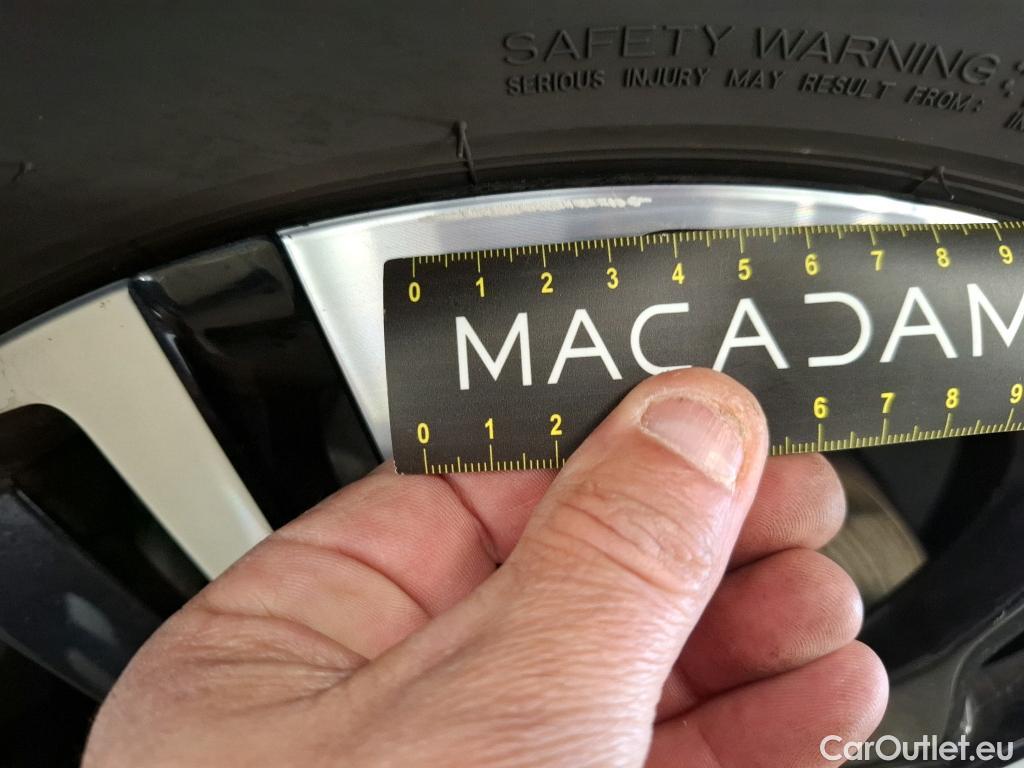 SAFETY WARNING:
SERIOUS INJURY MAY RESULT FROM:
0 1 2 3 4 5 6 7 8 9
MACADAM
0 1 2 6 7 8 9
CarOutlet.eu